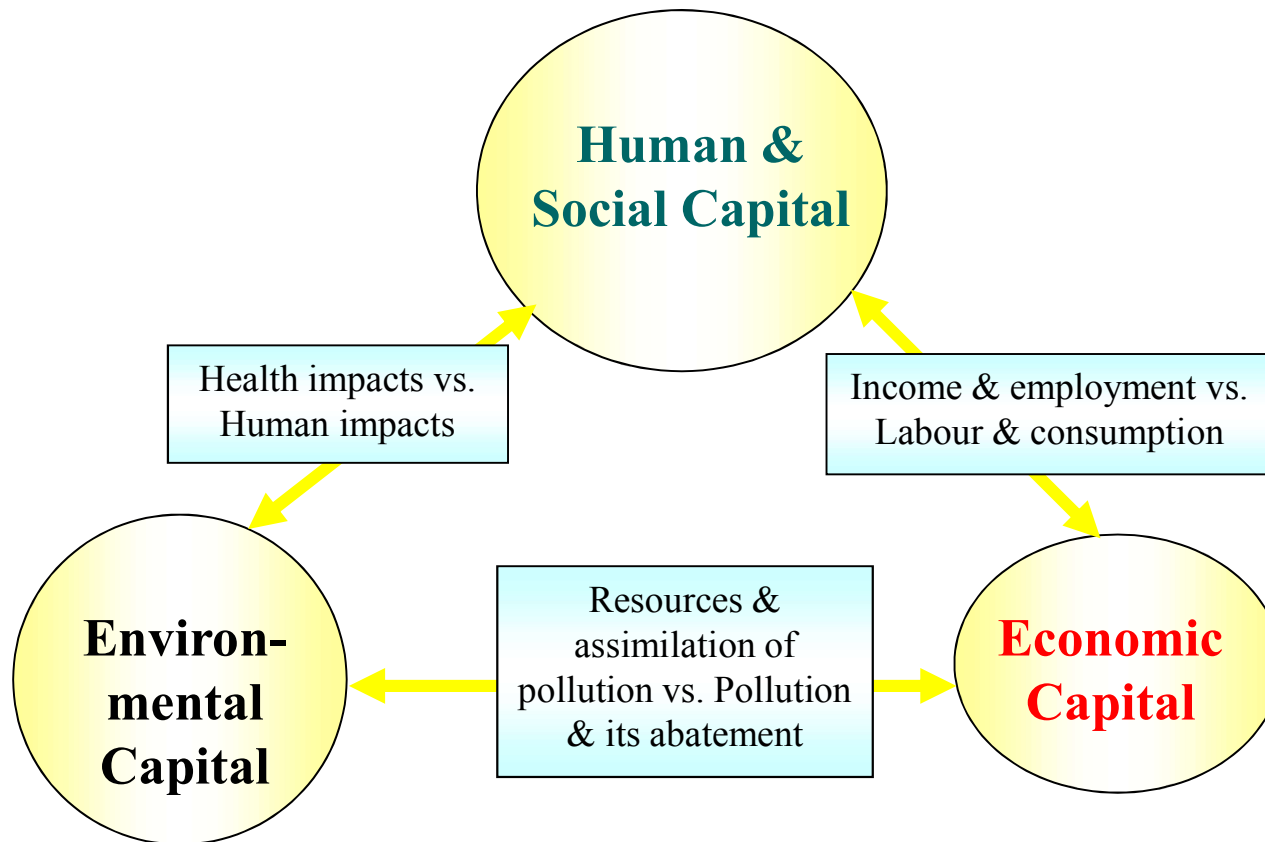 Human &
Social Capital
Health impacts vs.
Human impacts
Income & employment vs.
Labour & consumption
Environ-
mental
Capital
Resources &
assimilation of
pollution vs. Pollution
& its abatement
Economic
Capital